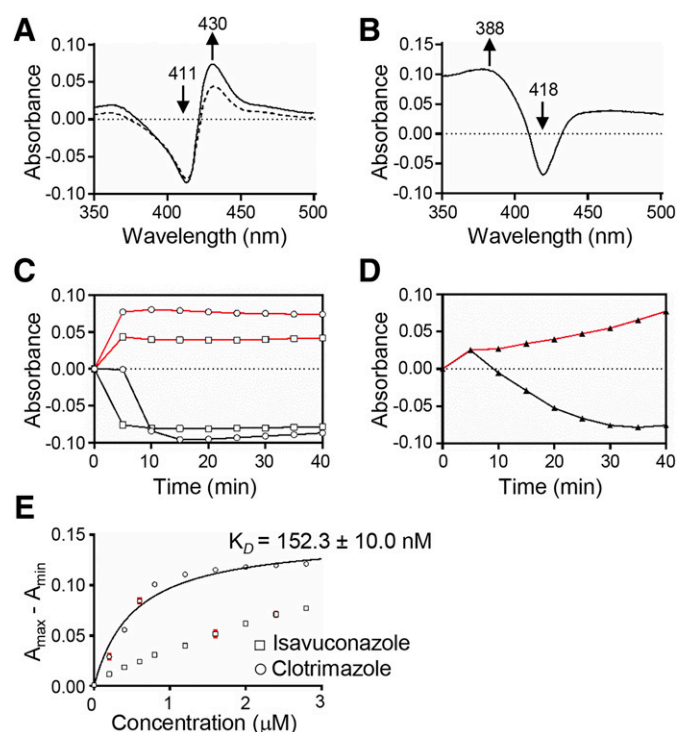 A
430
411
0.10
0.05
0.00
-0.05
-0.10
Absorbance
350 400 450 500
Wavelength (nm)
B
388
418
0.15
0.10
0.05
0.00
-0.05
-0.10
Absorbance
350 400 450 500
Wavelength (nm)
C
0.10
0.05
0.00
-0.05
-0.10
Absorbance
0 10 20 30 40
Time (min)
D
0.10
0.05
0.00
-0.05
-0.10
Absorbance
0 10 20 30 40
Time (min)
E
K_D = 152.3 ± 10.0 nM
0.15
0.10
0.05
0.00
A_max - A_min
Isavuconazole
Clotrimazole
0 1 2 3
Concentration (μM)